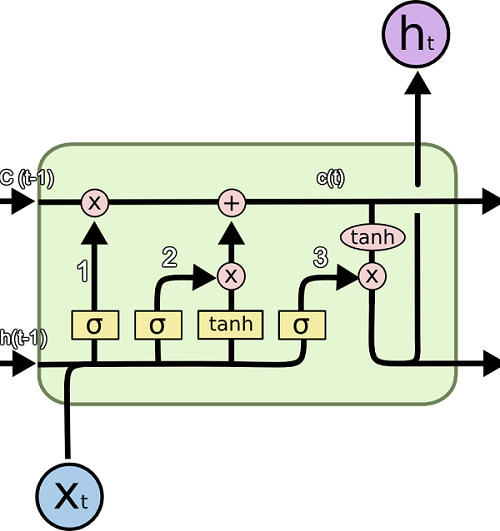 ht
C (t-1)
c(t)
x
+
tanh
1
2
3
x
x
σ
σ
tanh
σ
h(t-1)
xt